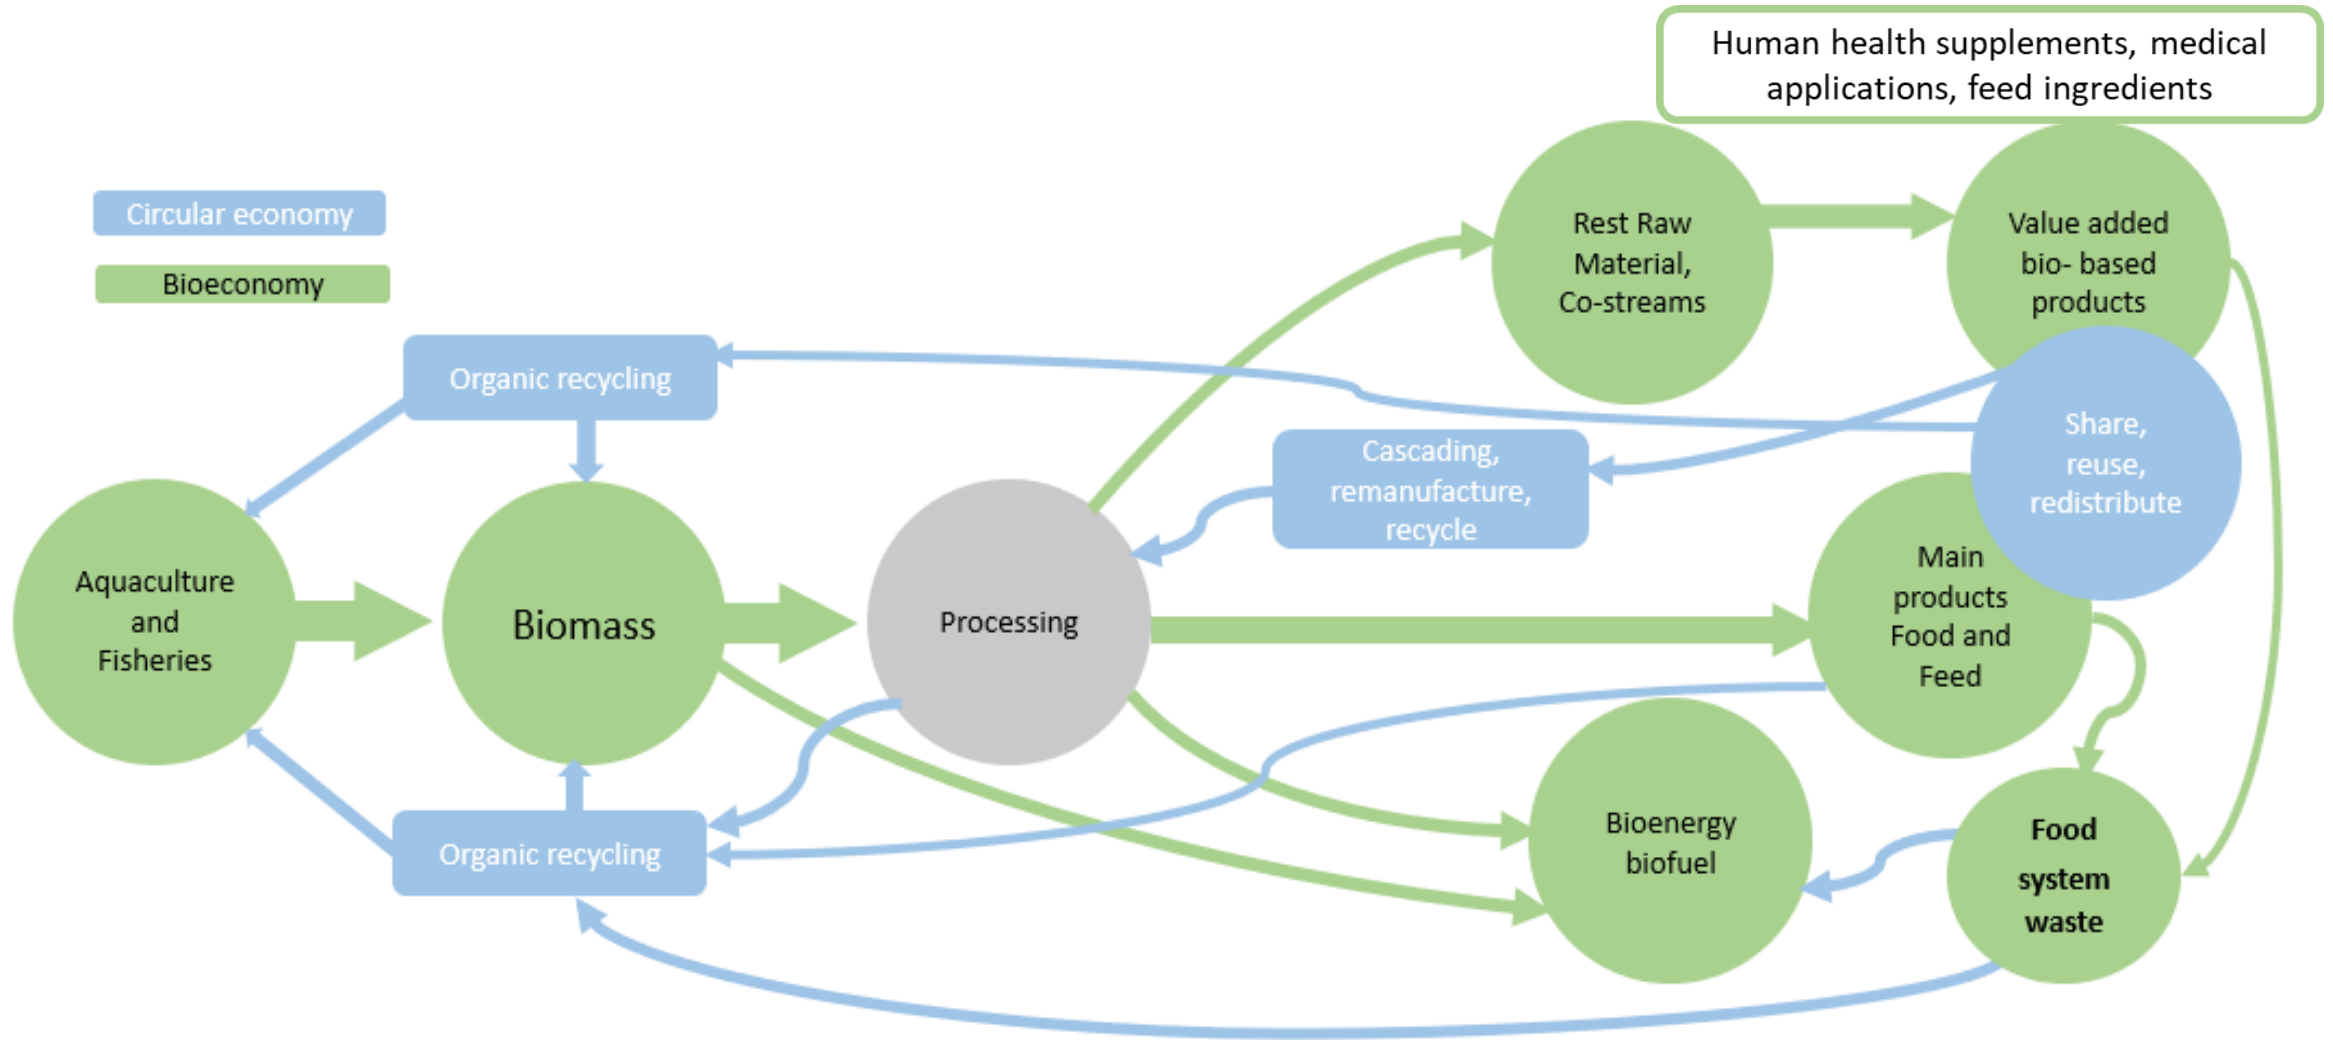 Human health supplements, medical
applications, feed ingredients
Circular economy
Bioeconomy
Rest Raw
Material,
Co-streams
Value added
bio- based
products
Organic recycling
Share,
reuse,
redistribute
Cascading,
remanufacture,
recycle
Aquaculture
and
Fisheries
Biomass
Processing
Main
products
Food and
Feed
Organic recycling
Bioenergy
biofuel
Food
system
waste